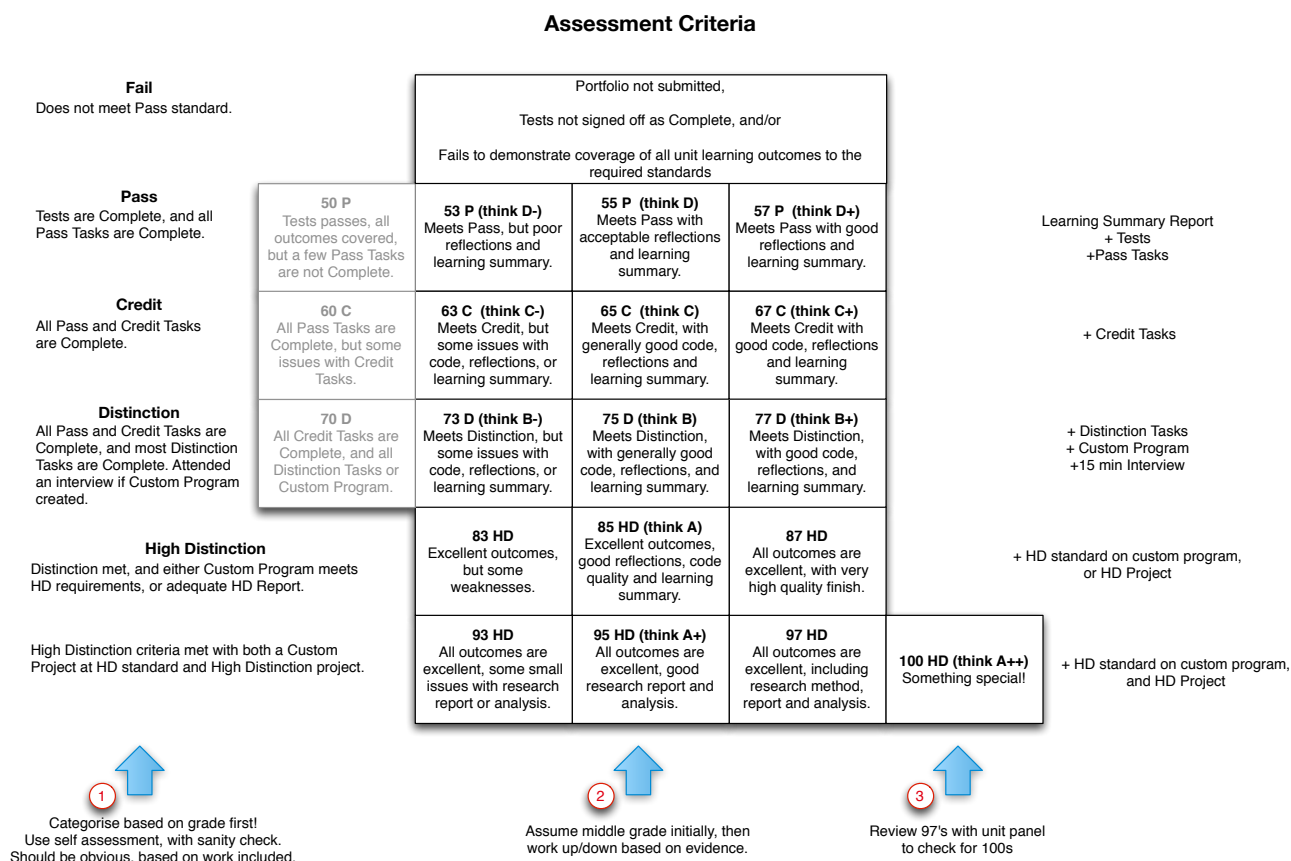 Assessment Criteria
Fail
Does not meet Pass standard.
Portfolio not submitted,
Tests not signed off as Complete, and/or
Fails to demonstrate coverage of all unit learning outcomes to the
required standards
Pass
Tests are Complete, and all
Pass Tasks are Complete.
50 P
Tests passes, all
outcomes covered,
but a few Pass Tasks
are not Complete.
53 P (think D-)
Meets Pass, but poor
reflections and
learning summary.
55 P (think D)
Meets Pass with
acceptable reflections
and learning
summary.
57 P (think D+)
Meets Pass with good
reflections and
learning summary.
Learning Summary Report
+ Tests
+Pass Tasks
Credit
All Pass and Credit Tasks
are Complete.
60 C
All Pass Tasks are
Complete, but some
issues with Credit
Tasks.
63 C (think C-)
Meets Credit, but
some issues with
code, reflections, or
learning summary.
65 C (think C)
Meets Credit, with
generally good code,
reflections and
learning summary.
67 C (think C+)
Meets Credit with
good code, reflections
and learning
summary.
+ Credit Tasks
Distinction
All Pass and Credit Tasks are
Complete, and most Distinction
Tasks are Complete. Attended
an interview if Custom Program
created.
70 D
All Credit Tasks are
Complete, and all
Distinction Tasks or
Custom Program.
73 D (think B-)
Meets Distinction, but
some issues with
code, reflections, or
learning summary.
75 D (think B)
Meets Distinction,
with generally good
code, reflections, and
learning summary.
77 D (think B+)
Meets Distinction,
with good code,
reflections, and
learning summary.
+ Distinction Tasks
+ Custom Program
+15 min Interview
High Distinction
Distinction met, and either Custom Program meets
HD requirements, or adequate HD Report.
83 HD
Excellent outcomes,
but some
weaknesses.
85 HD (think A)
Excellent outcomes,
good reflections, code
quality and learning
summary.
87 HD
All outcomes are
excellent, with very
high quality finish.
+ HD standard on custom program,
or HD Project
High Distinction criteria met with both a Custom
Project at HD standard and High Distinction project.
93 HD
All outcomes are
excellent, some small
issues with research
report or analysis.
95 HD (think A+)
All outcomes are
excellent, good
research report and
analysis.
97 HD
All outcomes are
excellent, including
research method,
report and analysis.
100 HD (think A++)
Something special!
+ HD standard on custom program,
and HD Project
1
Categorise based on grade first!
Use self assessment, with sanity check.
Should be obvious, based on work included.
2
Assume middle grade initially, then
work up/down based on evidence.
3
Review 97's with unit panel
to check for 100s